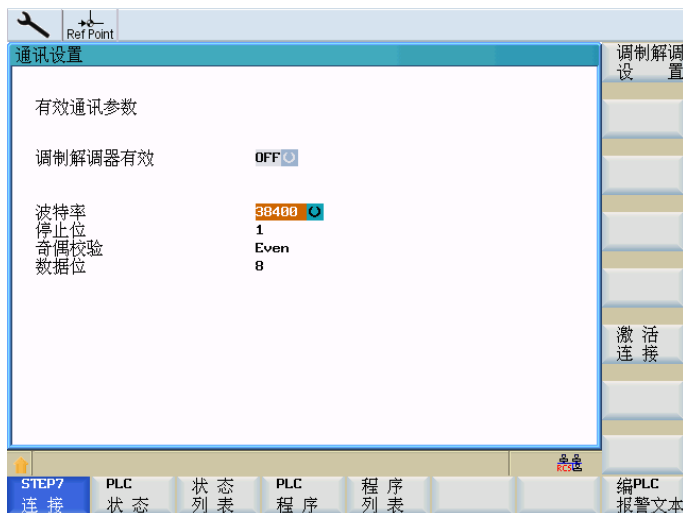 Ref Point
通讯设置
调制解调
设 置
有效通讯参数
调制解调器有效 OFF
波特率 38400
停止位 1
奇偶校验 Even
数据位 8
激 活
连 接
RCS
STEP7
连 接
PLC
状 态
状 态
列 表
PLC
程 序
程 序
列 表
编PLC
报警文本